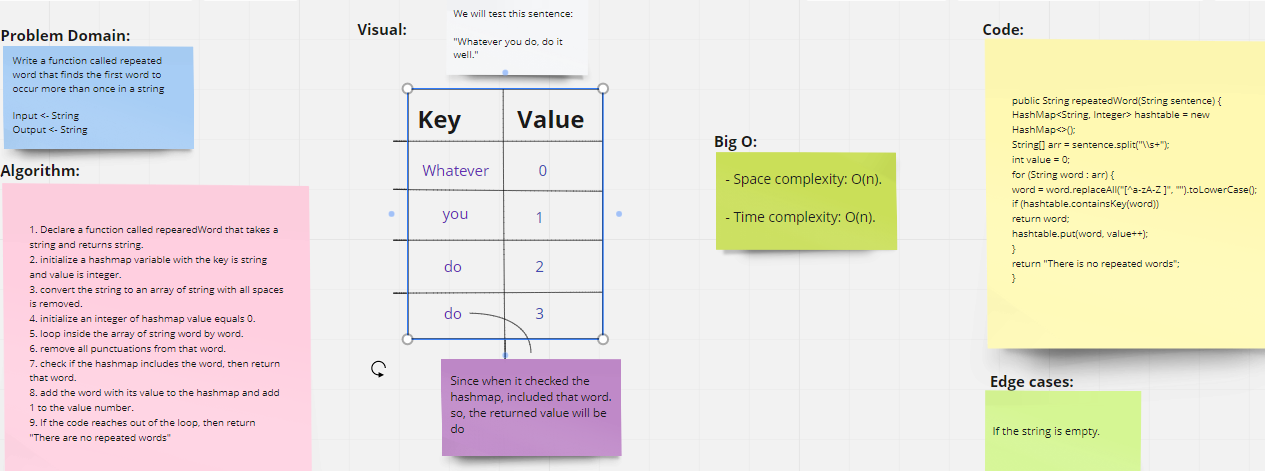 Problem Domain:
Write a function called repeated
word that finds the first word to
occur more than once in a string
Input <- String
Output <- String
Algorithm:
1. Declare a function called repearedWord that takes a
string and returns string.
2. initialize a hashmap variable with the key is string
and value is integer.
3. convert the string to an array of string with all spaces
is removed.
4. initialize an integer of hashmap value equals 0.
5. loop inside the array of string word by word.
6. remove all punctuations from that word.
7. check if the hashmap includes the word, then return
that word.
8. add the word with its value to the hashmap and add
1 to the value number.
9. If the code reaches out of the loop, then return
"There are no repeated words"
Visual:
We will test this sentence:
"Whatever you do, do it
well."
Key Value
Whatever 0
you 1
do 2
do 3
Since when it checked the
hashmap, included that word.
so, the returned value will be
do
Big O:
- Space complexity: O(n).
- Time complexity: O(n).
Code:
public String repeatedWord(String sentence) {
HashMap<String, Integer> hashtable = new
HashMap<>();
String[] arr = sentence.split("\\s+");
int value = 0;
for (String word : arr) {
word = word.replaceAll("[^a-zA-Z ]", "").toLowerCase();
if (hashtable.containsKey(word))
return word;
hashtable.put(word, value++);
}
return "There is no repeated words";
}
Edge cases:
If the string is empty.